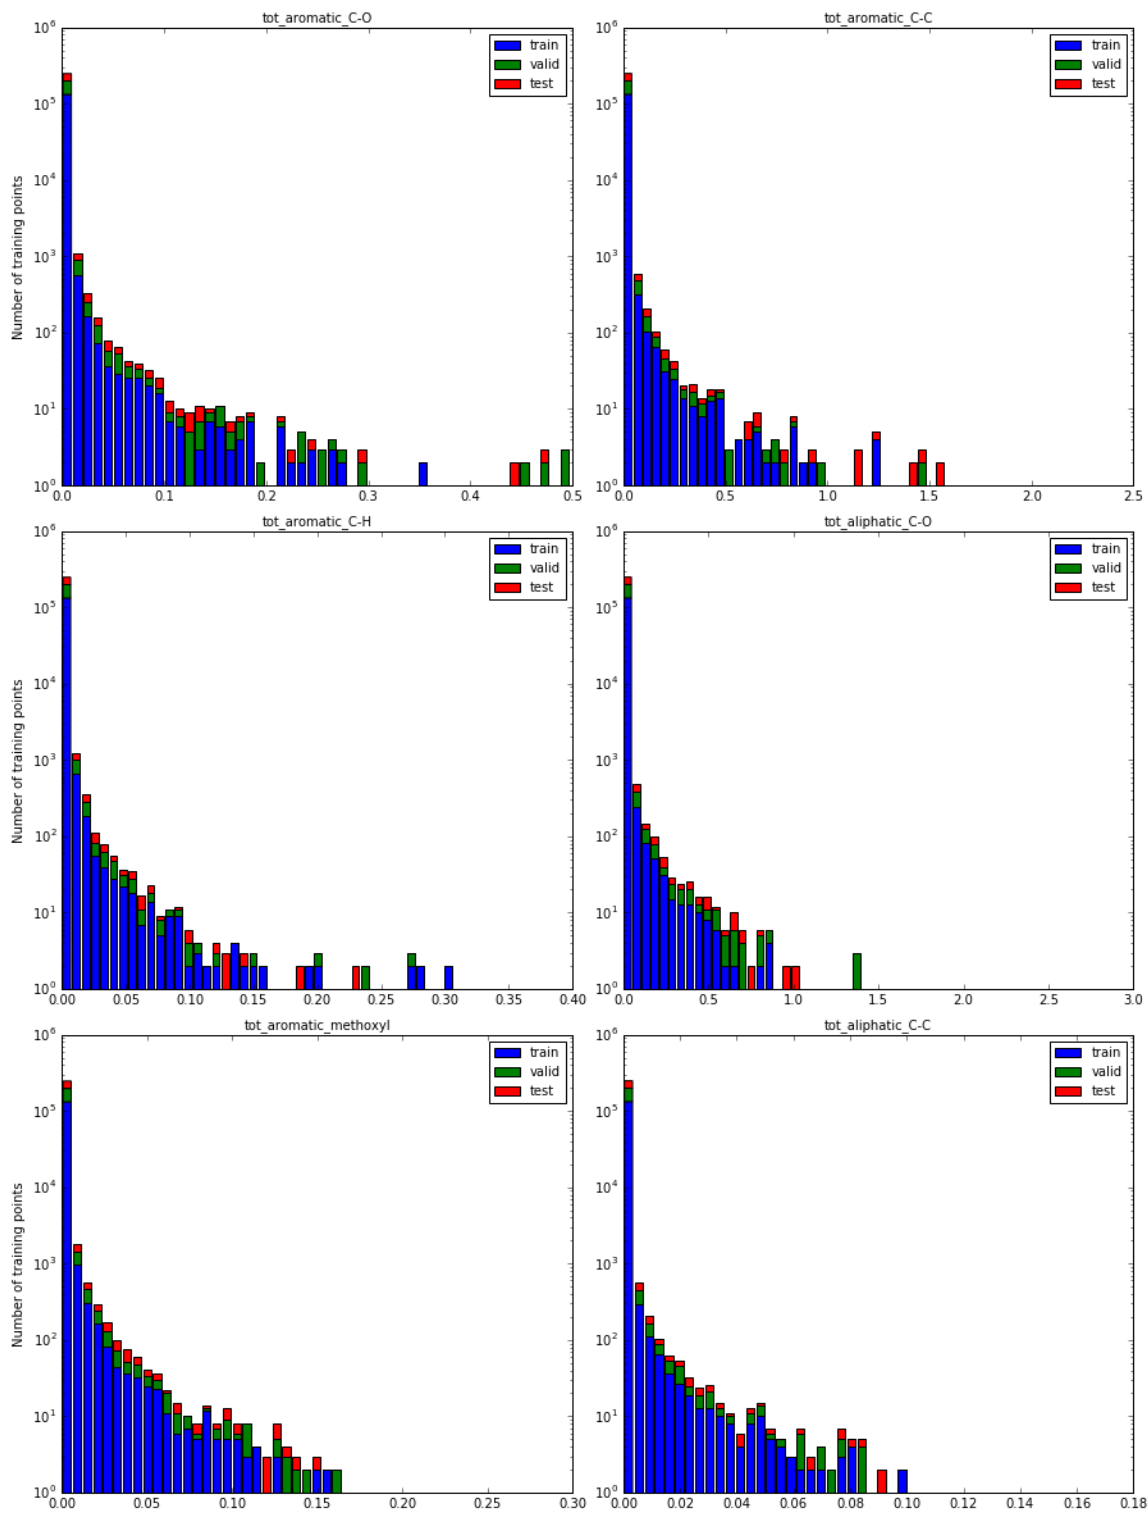 tot_aromatic_C-O
tot_aromatic_C-C
10^6
10^5
10^4
10^3
10^2
10^1
10^0
Number of training points
train
valid
test
0.0 0.1 0.2 0.3 0.4 0.5
10^6
10^5
10^4
10^3
10^2
10^1
10^0
train
valid
test
0.0 0.5 1.0 1.5 2.0 2.5
tot_aromatic_C-H
tot_aliphatic_C-O
10^6
10^5
10^4
10^3
10^2
10^1
10^0
Number of training points
train
valid
test
0.00 0.05 0.10 0.15 0.20 0.25 0.30 0.35 0.40
10^6
10^5
10^4
10^3
10^2
10^1
10^0
train
valid
test
0.0 0.5 1.0 1.5 2.0 2.5 3.0
tot_aromatic_methoxyl
tot_aliphatic_C-C
10^6
10^5
10^4
10^3
10^2
10^1
10^0
Number of training points
train
valid
test
0.00 0.05 0.10 0.15 0.20 0.25 0.30
10^6
10^5
10^4
10^3
10^2
10^1
10^0
train
valid
test
0.00 0.02 0.04 0.06 0.08 0.10 0.12 0.14 0.16 0.18